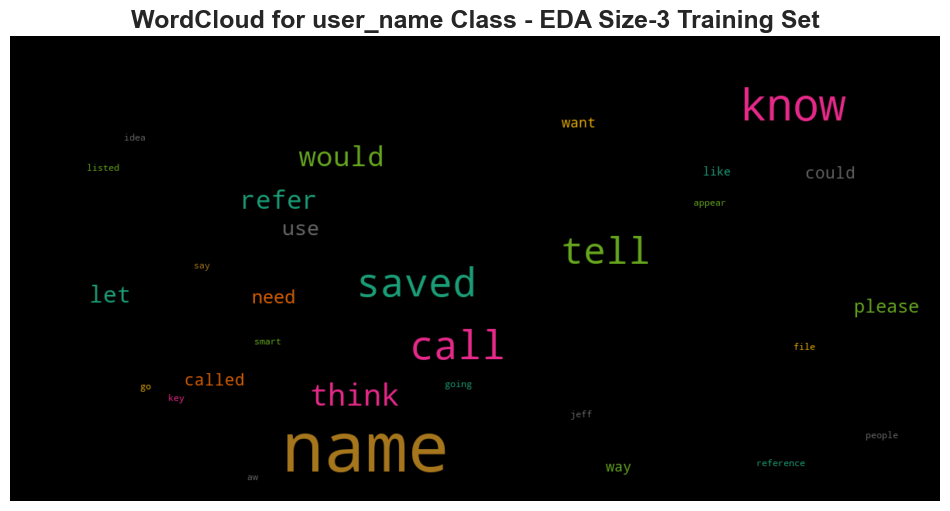 WordCloud for user_name Class - EDA Size-3 Training Set
know
want
idea
would
listed
like
could
refer
appear
use
tell
say
saved
let
need
please
smart
call
file
called
going
go
think
key
jeff
name
people
reference
way
aw